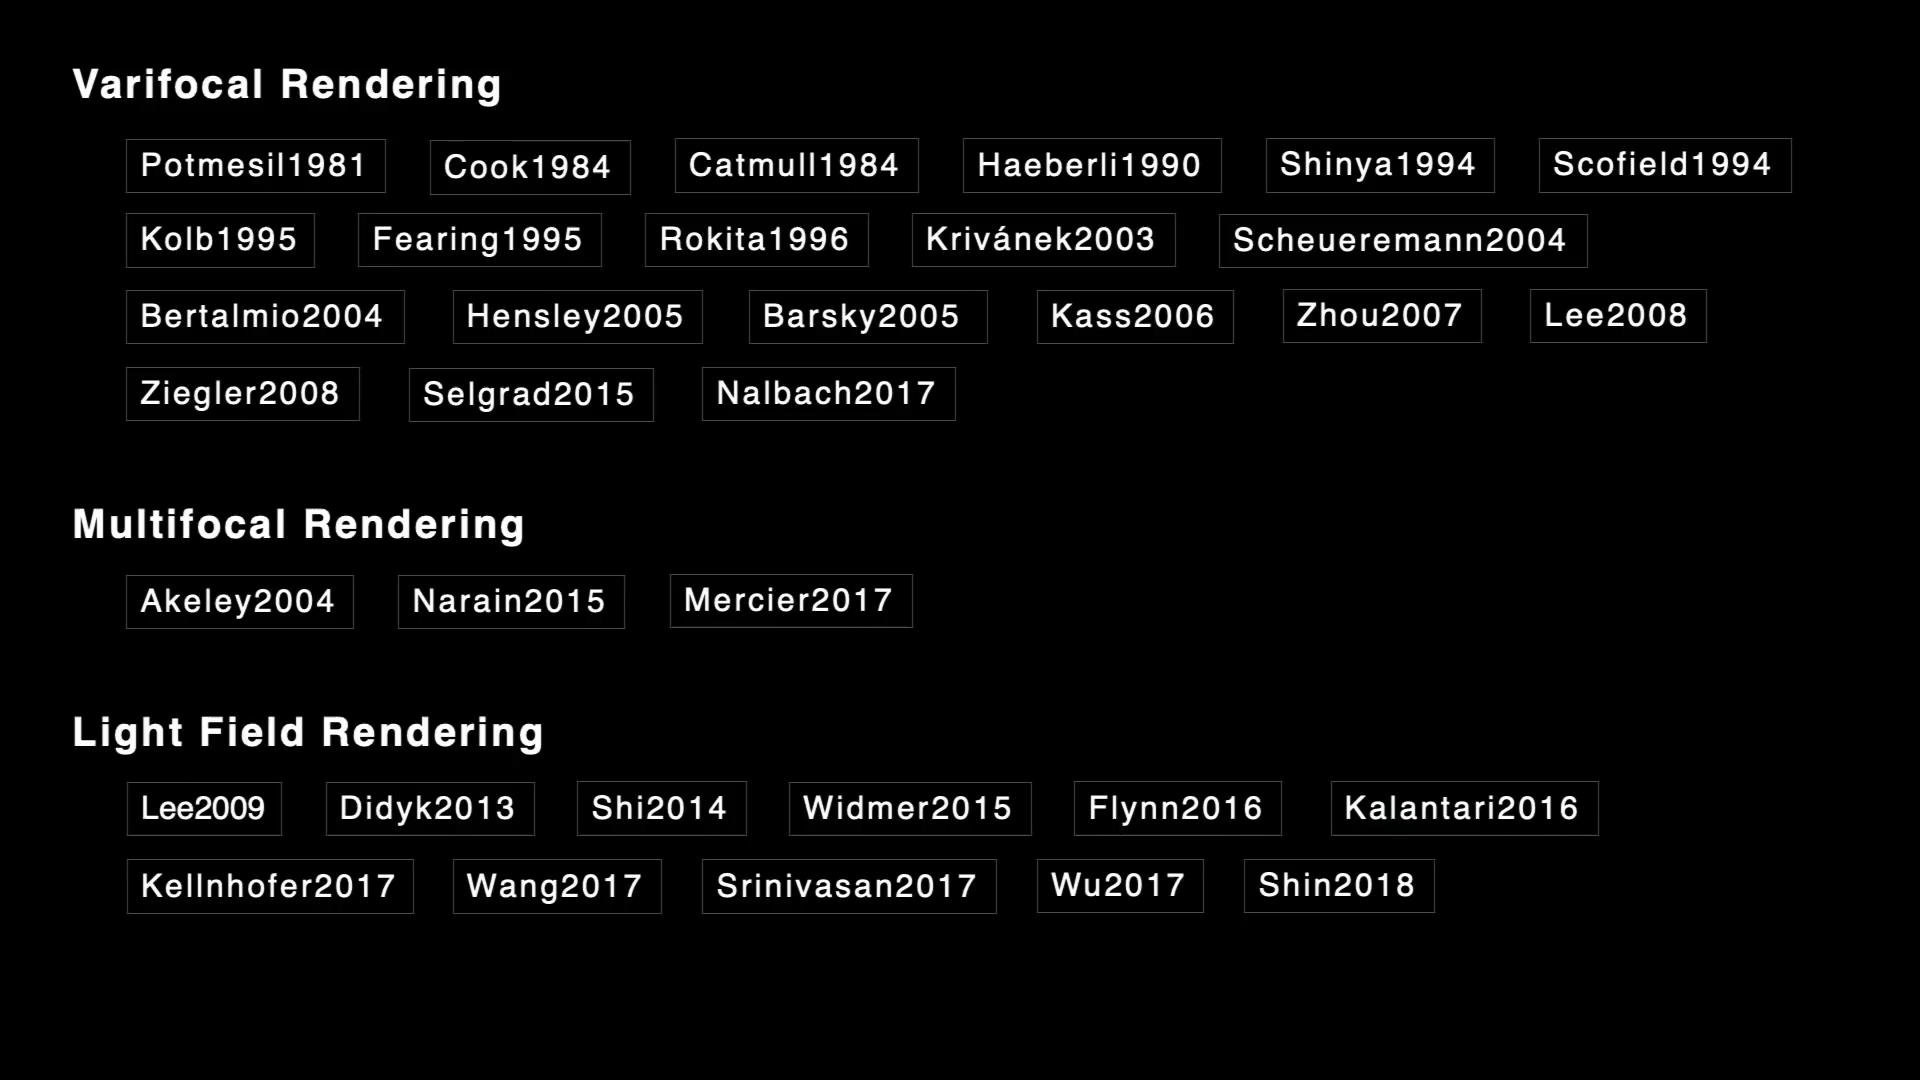 Varifocal Rendering
Potmesil1981 Cook1984 Catmull1984 Haeberli1990 Shinya1994 Scofield1994
Kolb1995 Fearing1995 Rokita1996 Krivánek2003 Scheueremann2004
Bertalmio2004 Hensley2005 Barsky2005 Kass2006 Zhou2007 Lee2008
Ziegler2008 Selgrad2015 Nalbach2017
Multifocal Rendering
Akeley2004 Narain2015 Mercier2017
Light Field Rendering
Lee2009 Didyk2013 Shi2014 Widmer2015 Flynn2016 Kalantari2016
Kellnhofer2017 Wang2017 Srinivasan2017 Wu2017 Shin2018